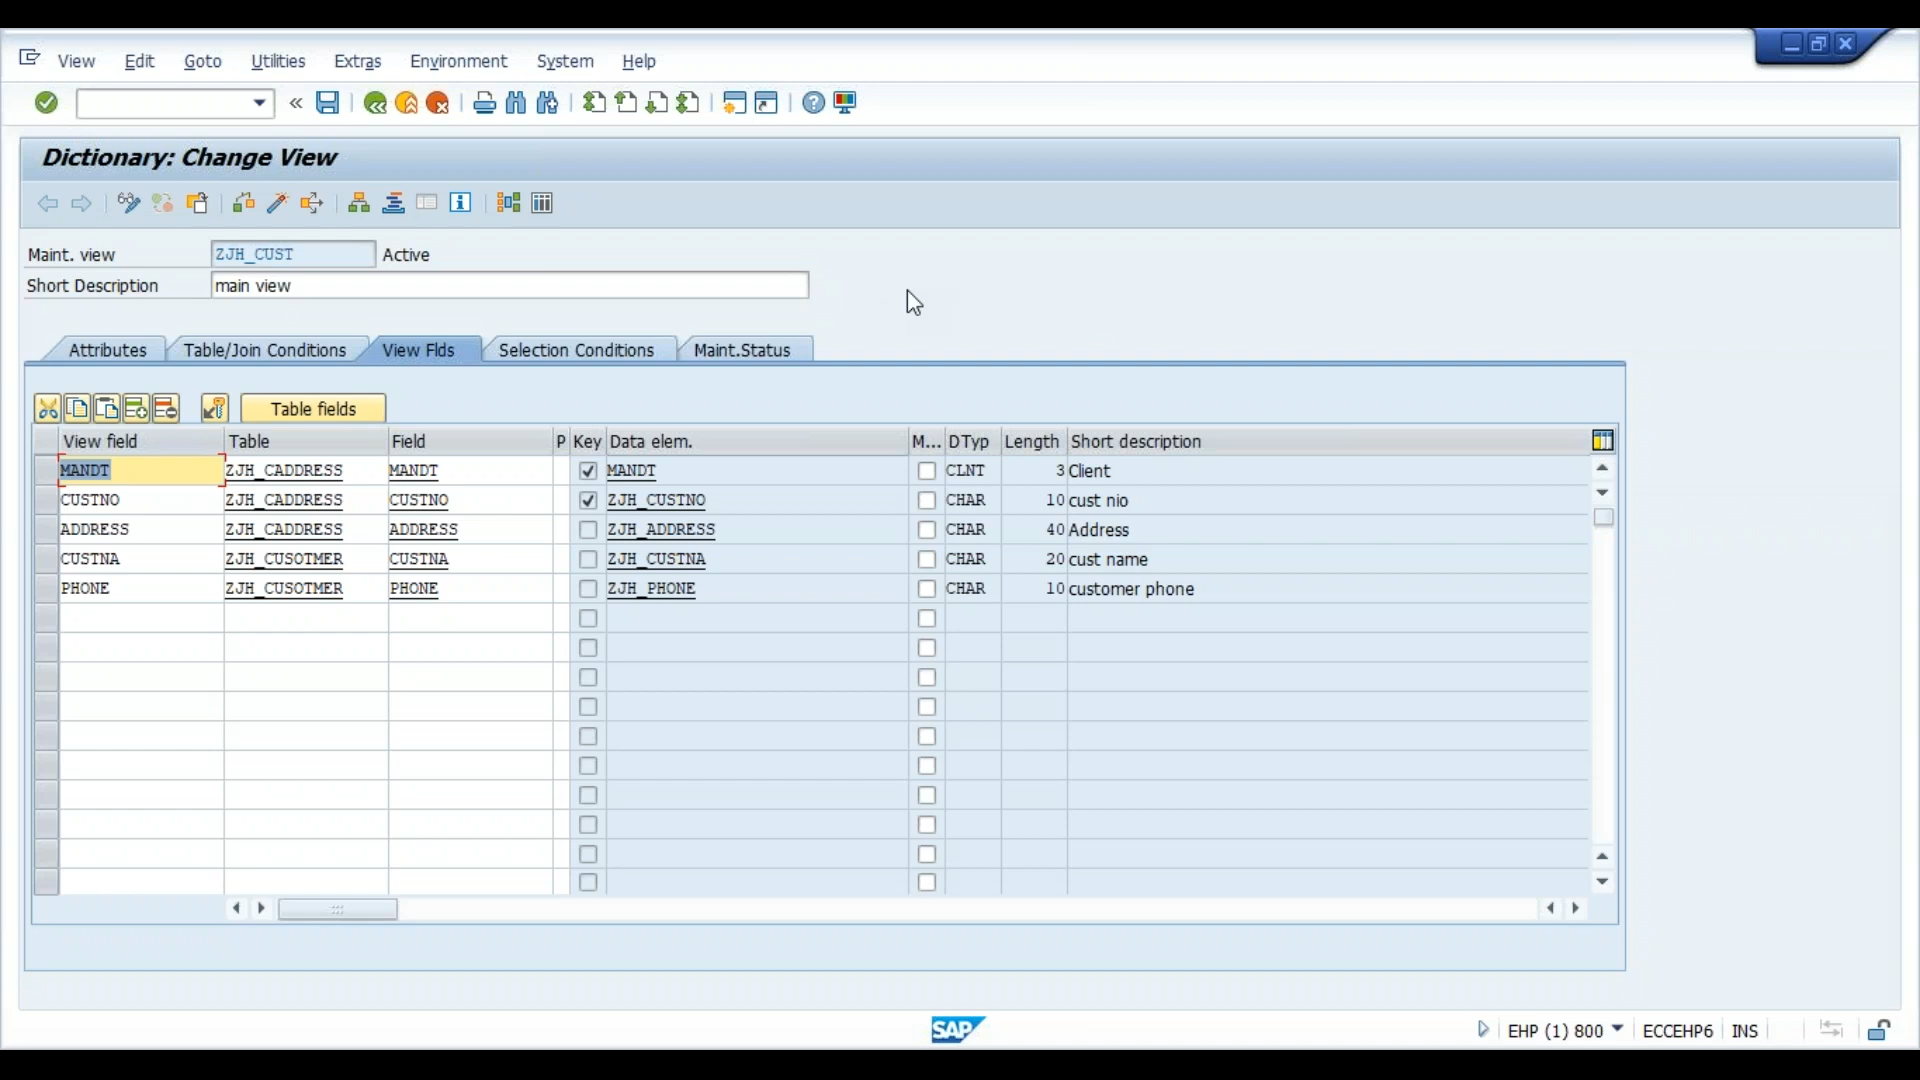 View Edit Goto Utilities Extras Environment System Help
Dictionary: Change View
Maint. view ZJH_CUST Active
Short Description main view
Attributes Table/Join Conditions View Flds Selection Conditions Maint.Status
Table fields
View field Table Field P Key Data elem. M... DTyp Length Short description
MANDT ZJH_CADDRESS MANDT MANDT CLNT 3 Client
CUSTNO ZJH_CADDRESS CUSTNO ZJH_CUSTNO CHAR 10 cust nio
ADDRESS ZJH_CADDRESS ADDRESS ZJH_ADDRESS CHAR 40 Address
CUSTNA ZJH_CUSOTMER CUSTNA ZJH_CUSTNA CHAR 20 cust name
PHONE ZJH_CUSOTMER PHONE ZJH_PHONE CHAR 10 customer phone
SAP EHP (1) 800 ECCEHP6 INS